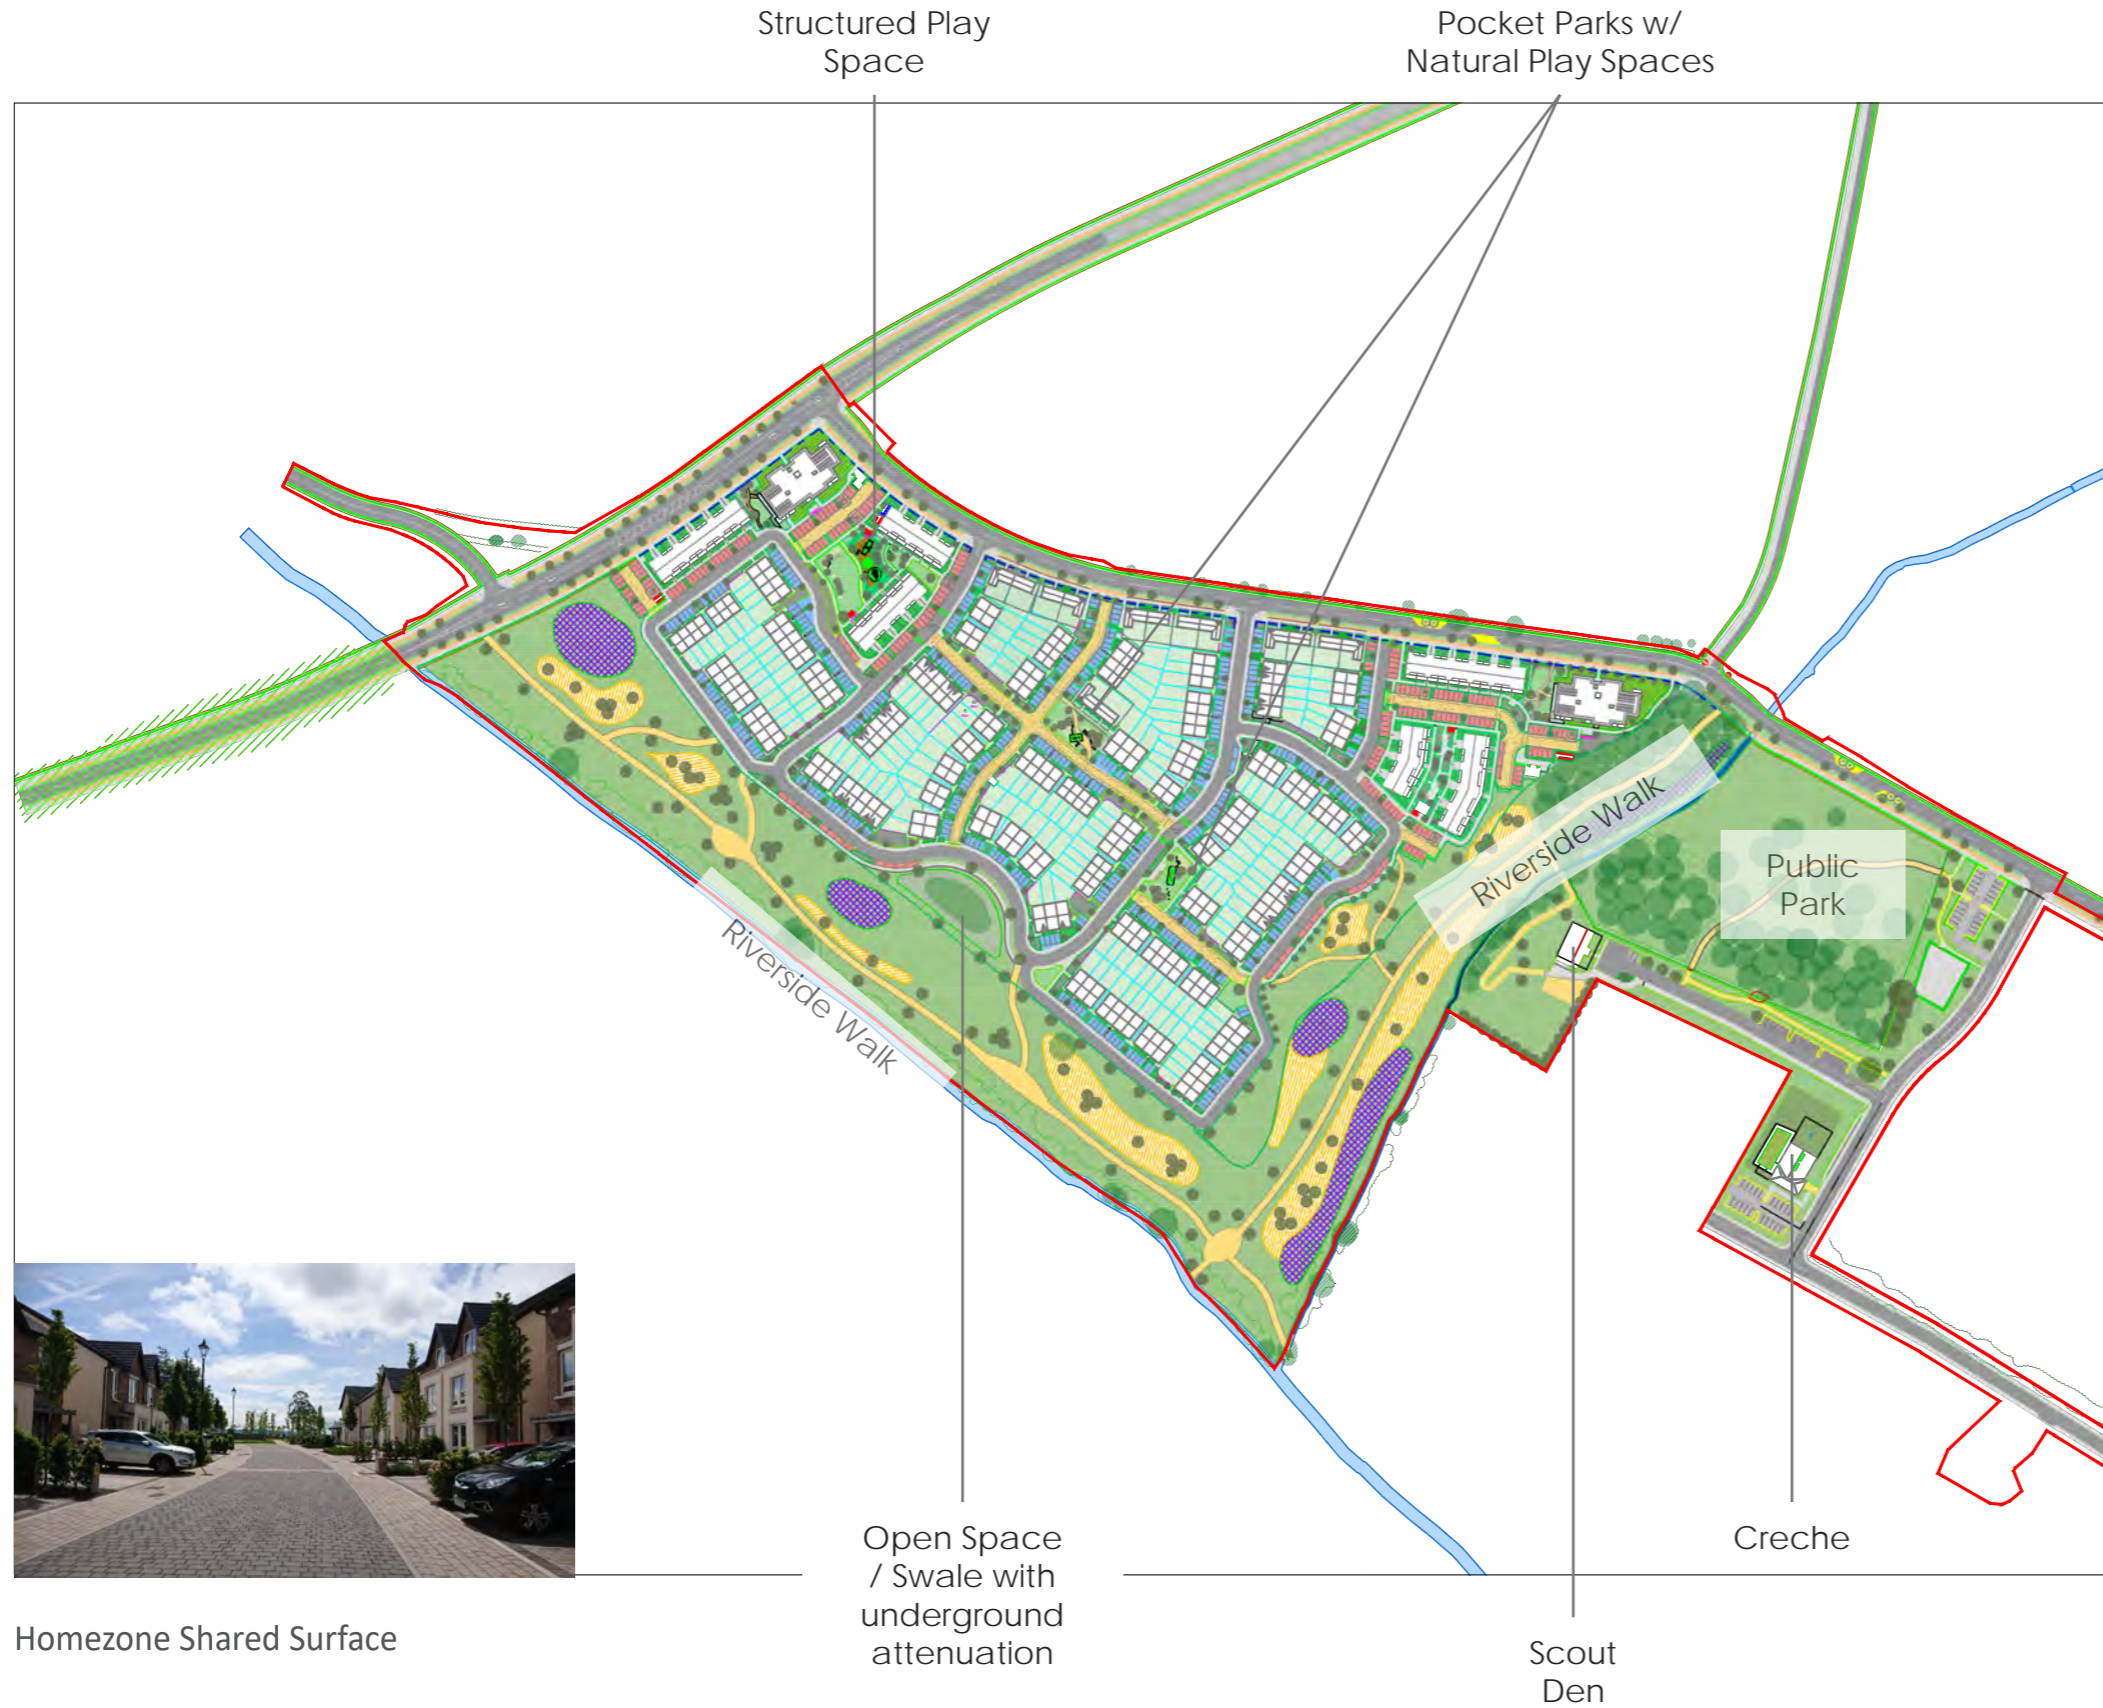 Structured Play
Space
Pocket Parks w/
Natural Play Spaces
Riverside Walk
Public
Park
Riverside Walk
Open Space
/ Swale with
underground
attenuation
Creche
Scout
Den
Homezone Shared Surface